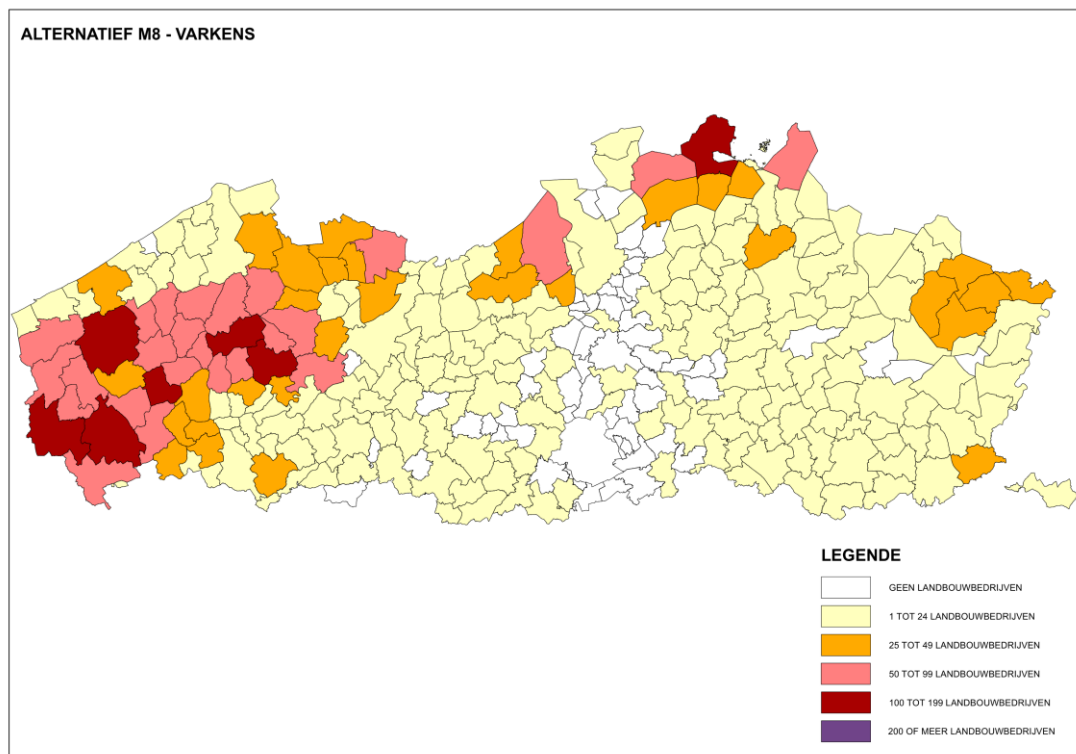 ALTERNATIEF M8 - VARKENS
LEGENDE
GEEN LANDBOUWBEDRIJVEN
1 TOT 24 LANDBOUWBEDRIJVEN
25 TOT 49 LANDBOUWBEDRIJVEN
50 TOT 99 LANDBOUWBEDRIJVEN
100 TOT 199 LANDBOUWBEDRIJVEN
200 OF MEER LANDBOUWBEDRIJVEN